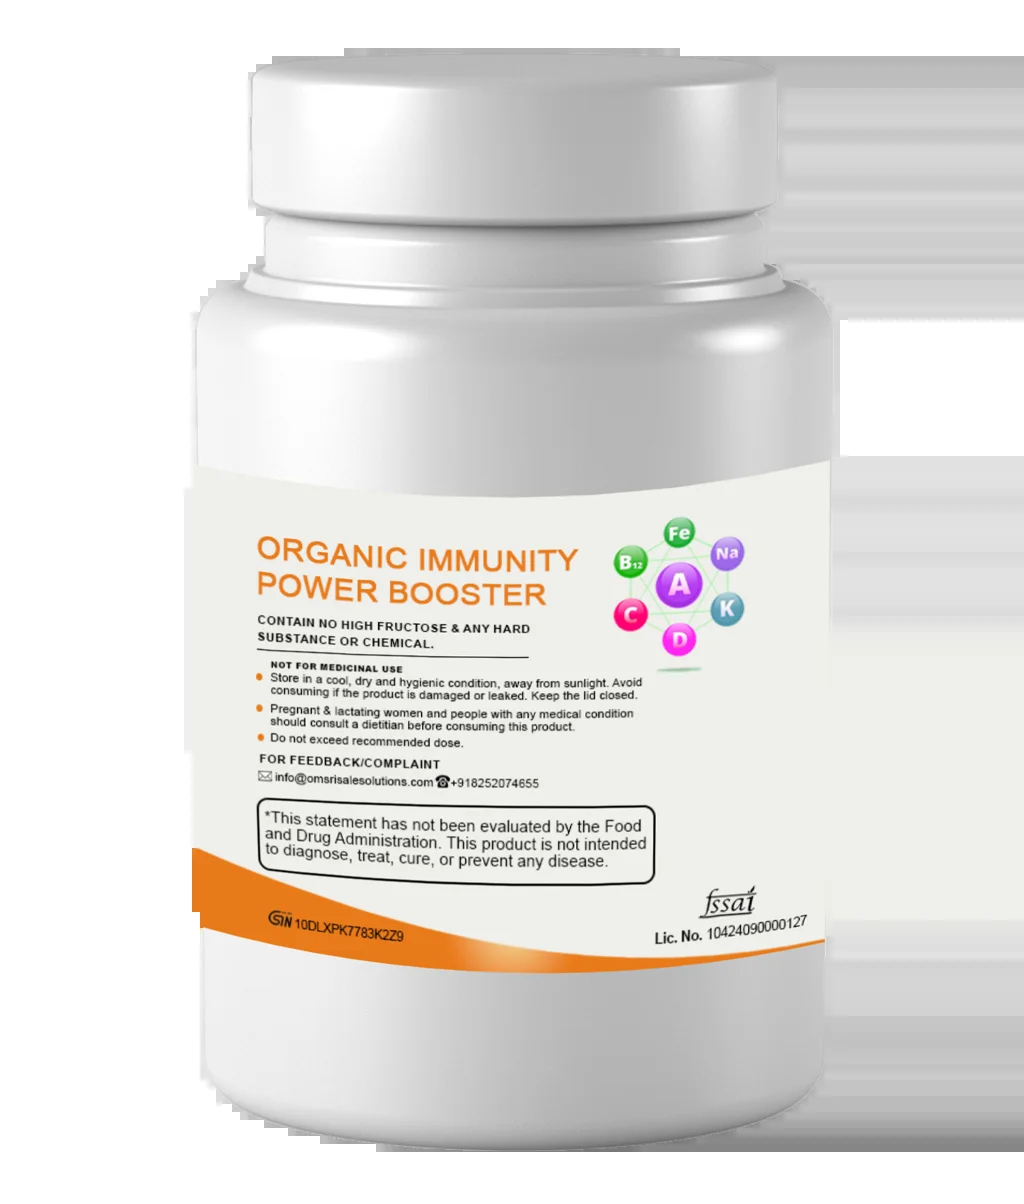 ORGANIC IMMUNITY
POWER BOOSTER
Fe
B12
Na
A
C
K
D
CONTAIN NO HIGH FRUCTOSE & ANY HARD
SUBSTANCE OR CHEMICAL.
NOT FOR MEDICINAL USE
Store in a cool, dry and hygienic condition, away from sunlight. Avoid
consuming if the product is damaged or leaked. Keep the lid closed.
Pregnant & lactating women and people with any medical condition
should consult a dietitian before consuming this product.
Do not exceed recommended dose.
FOR FEEDBACK/COMPLAINT
info@omsrisalesolutions.com +918252074655
*This statement has not been evaluated by the Food
and Drug Administration. This product is not intended
to diagnose, treat, cure, or prevent any disease.
GSTIN 10DLXPK7783K2Z9
fssai
Lic. No. 10424090000127